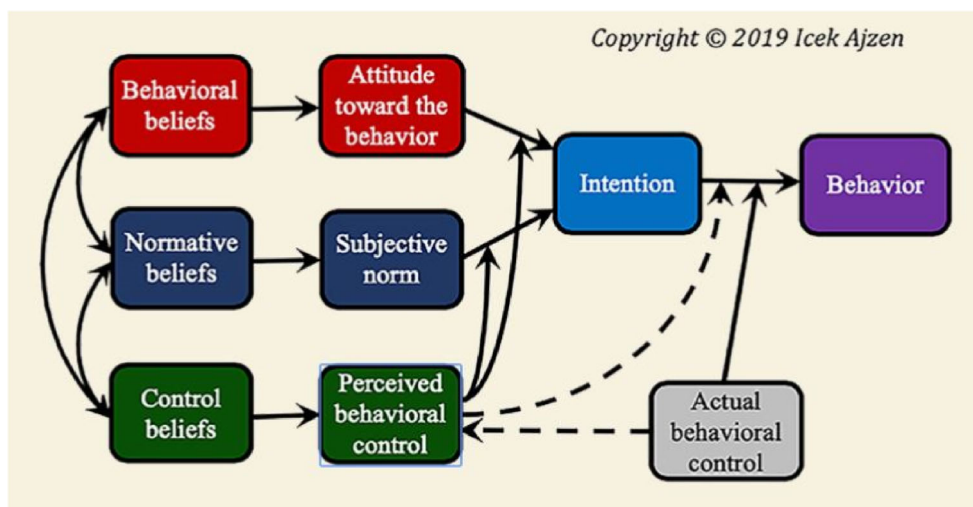 Copyright © 2019 Icek Ajzen
Behavioral
beliefs
Attitude
toward the
behavior
Intention
Behavior
Normative
beliefs
Subjective
norm
Control
beliefs
Perceived
behavioral
control
Actual
behavioral
control